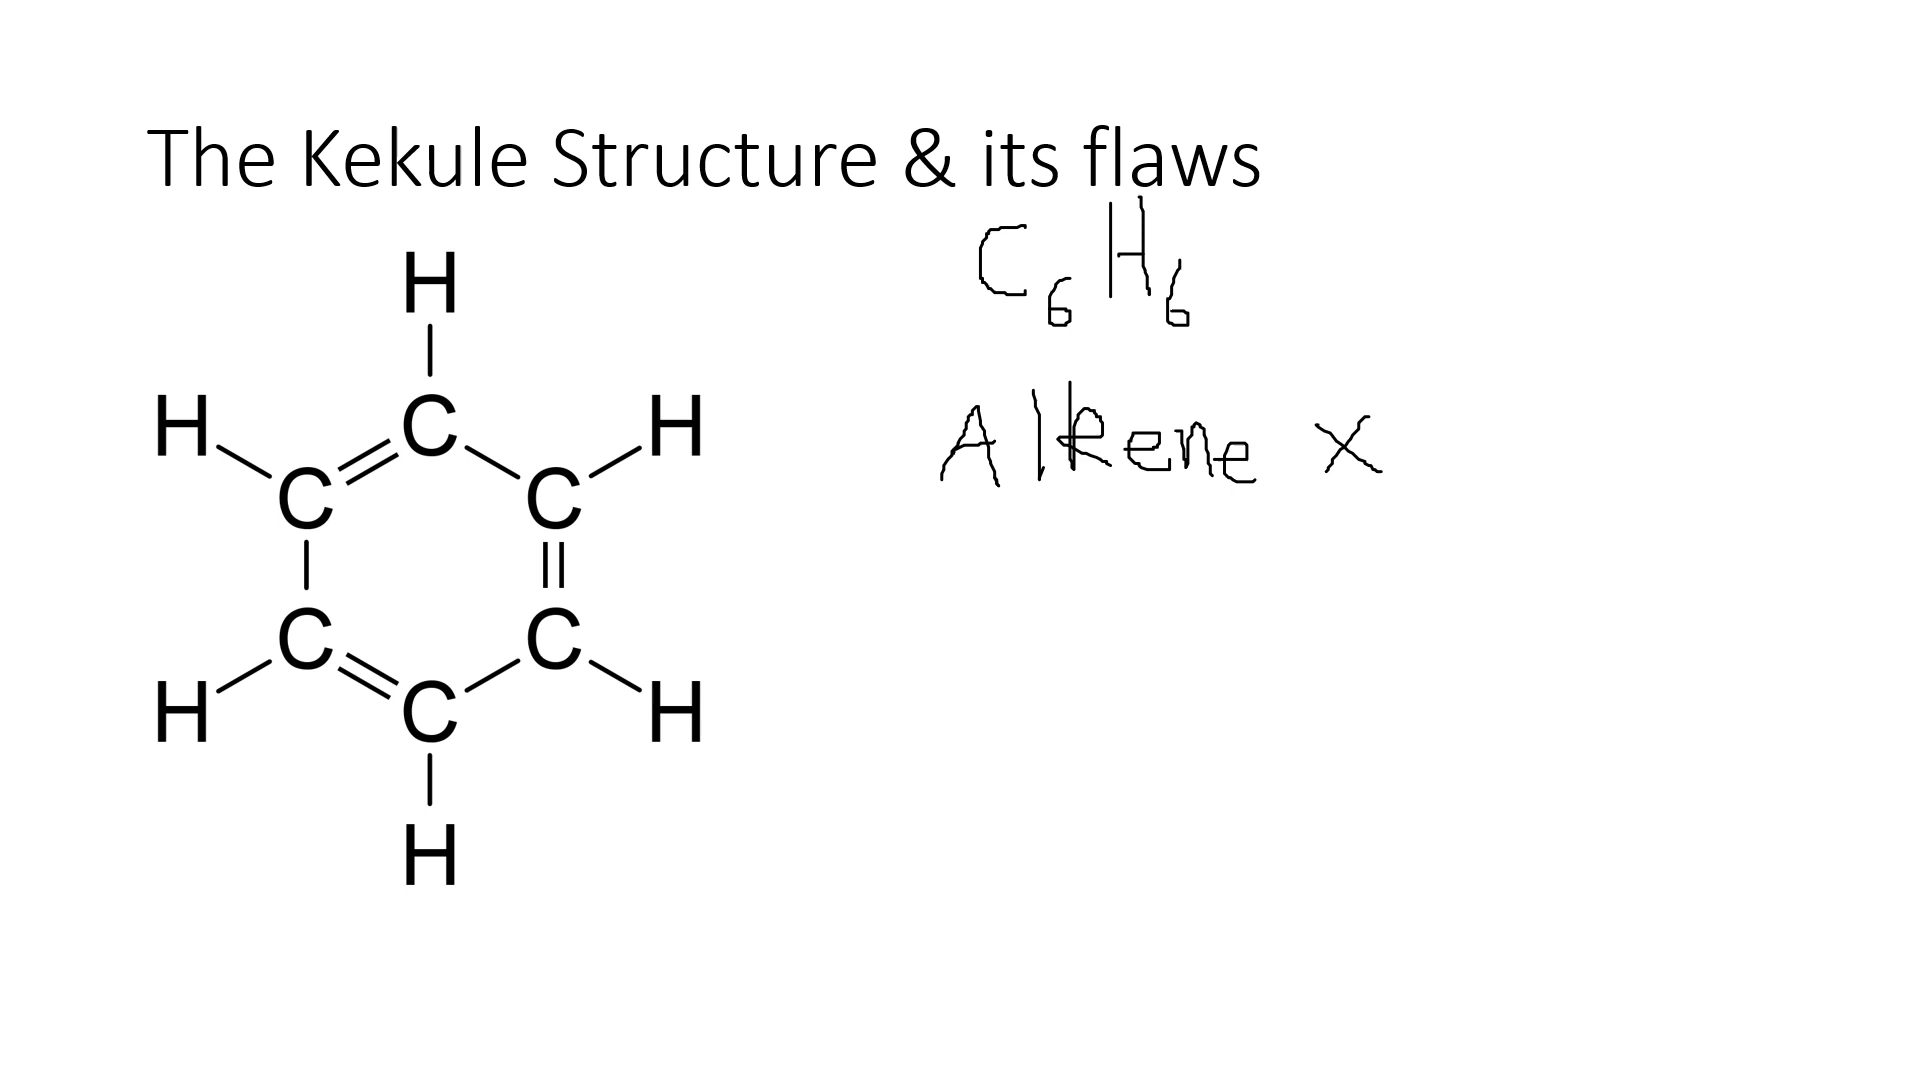 The Kekule Structure & its flaws
C6H6
Alkene x
H
H C H
C C
C C
H C H
H